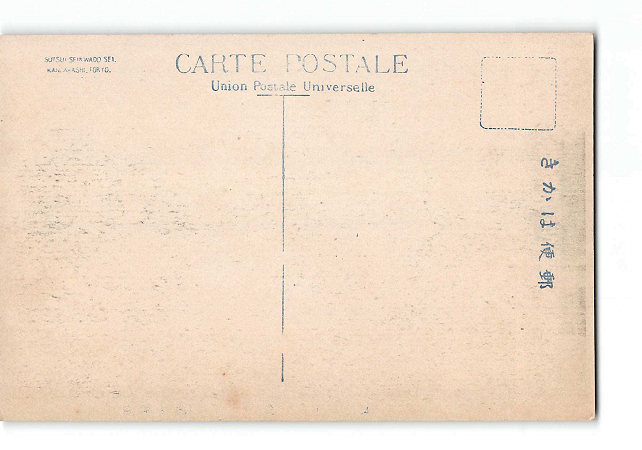 CARTE POSTALE
Union Postale Universelle
きかは便郵